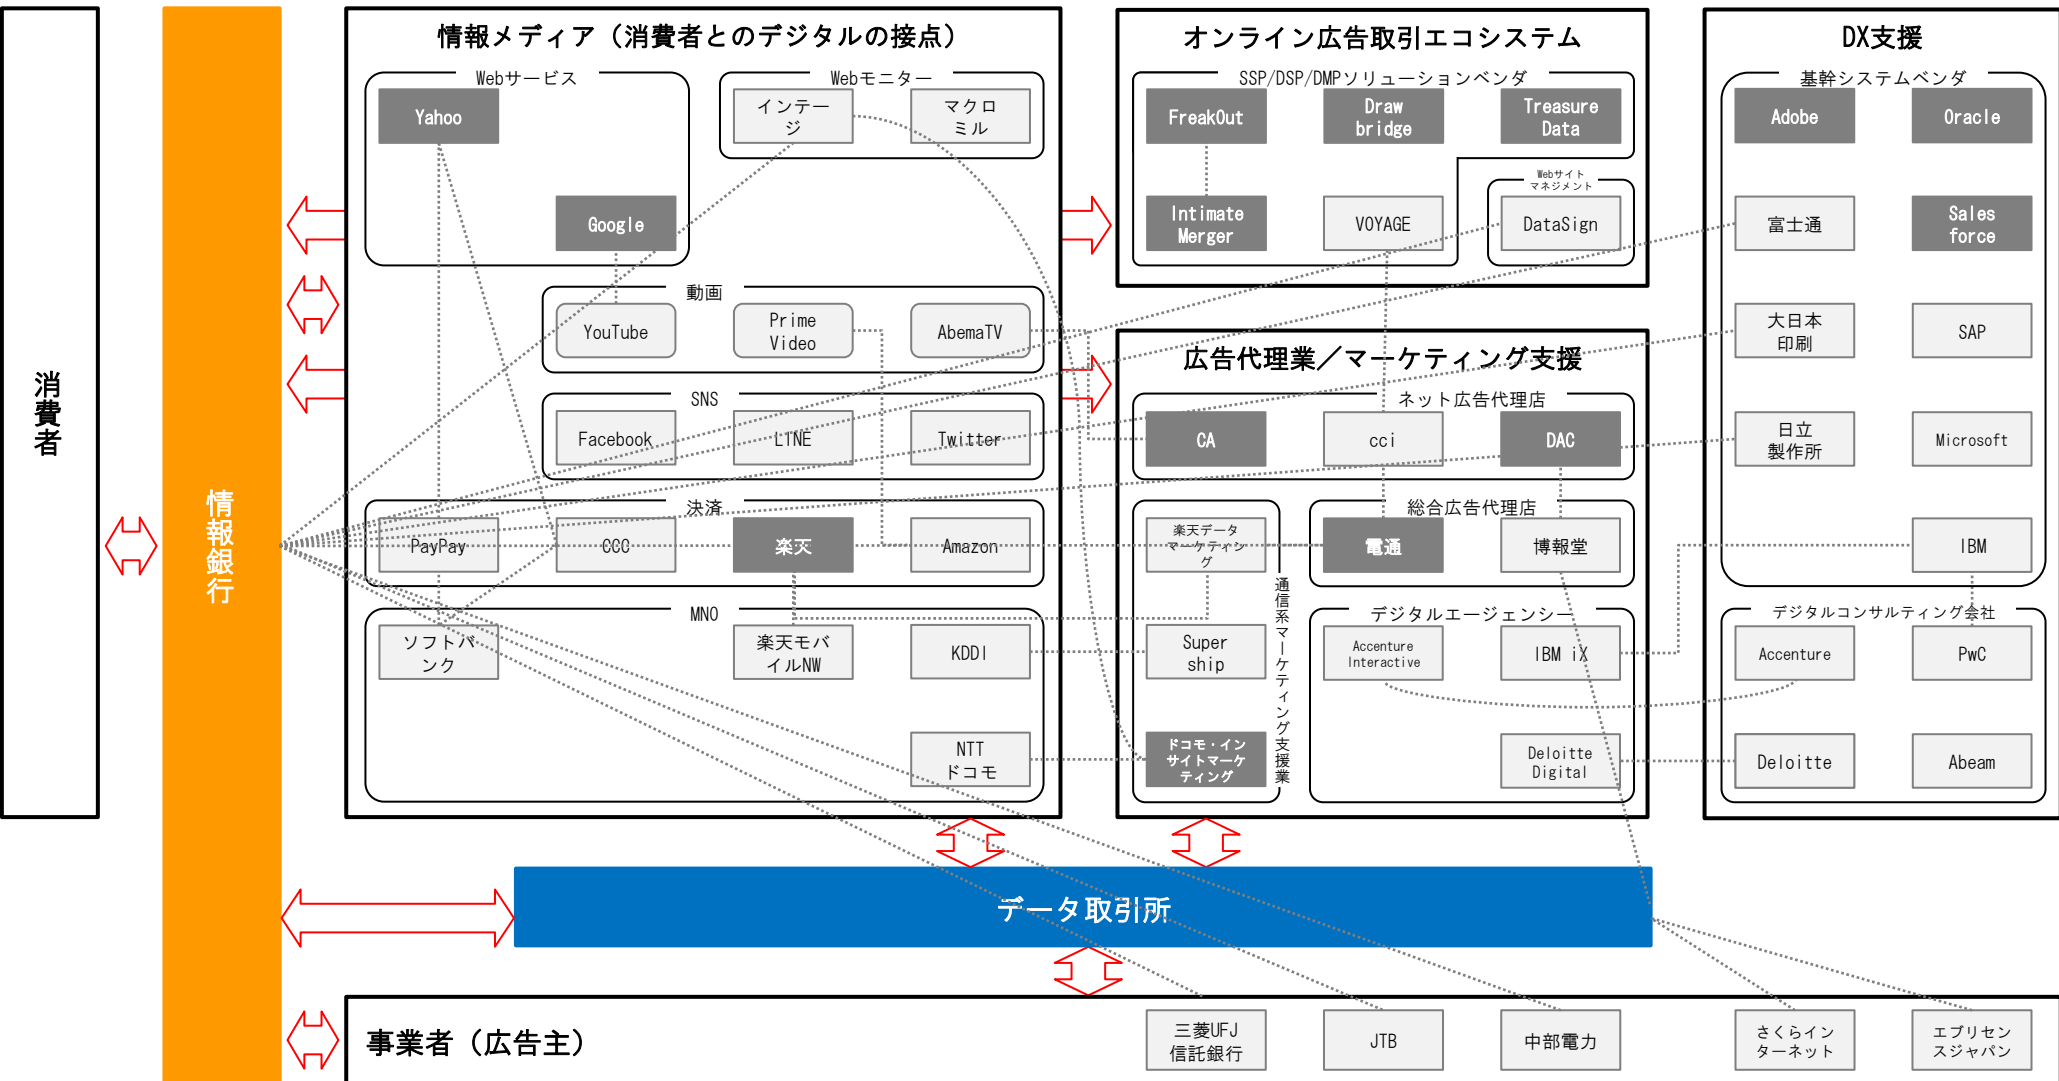 消費者
情報銀行
情報メディア（消費者とのデジタルの接点）
Webサービス
Yahoo
Google
Webモニター
インテー
ジ
マクロ
ミル
動画
YouTube
Prime
Video
AbemaTV
SNS
Facebook
LINE
Twitter
決済
PayPay
CCC
楽天
Amazon
MNO
ソフトバ
ンク
楽天モバ
イルNW
KDDI
NTT
ドコモ
オンライン広告取引エコシステム
SSP/DSP/DMPソリューションベンダ
FreakOut
Draw
bridge
Treasure
Data
Intimate
Merger
VOYAGE
Webサイト
マネジメント
DataSign
広告代理業／マーケティング支援
ネット広告代理店
CA
cci
DAC
楽天データ
マーケティン
グ
Super
ship
ドコモ・イン
サイトマーケ
ティング
通信系マーケティング支援業
総合広告代理店
電通
博報堂
デジタルエージェンシー
Accenture
Interactive
IBM iX
Deloitte
Digital
DX支援
基幹システムベンダ
Adobe
Oracle
富士通
Sales
force
大日本
印刷
SAP
日立
製作所
Microsoft
IBM
デジタルコンサルティング会社
Accenture
PwC
Deloitte
Abeam
データ取引所
事業者（広告主）
三菱UFJ
信託銀行
JTB
中部電力
さくらイン
ターネット
エブリセン
スジャパン